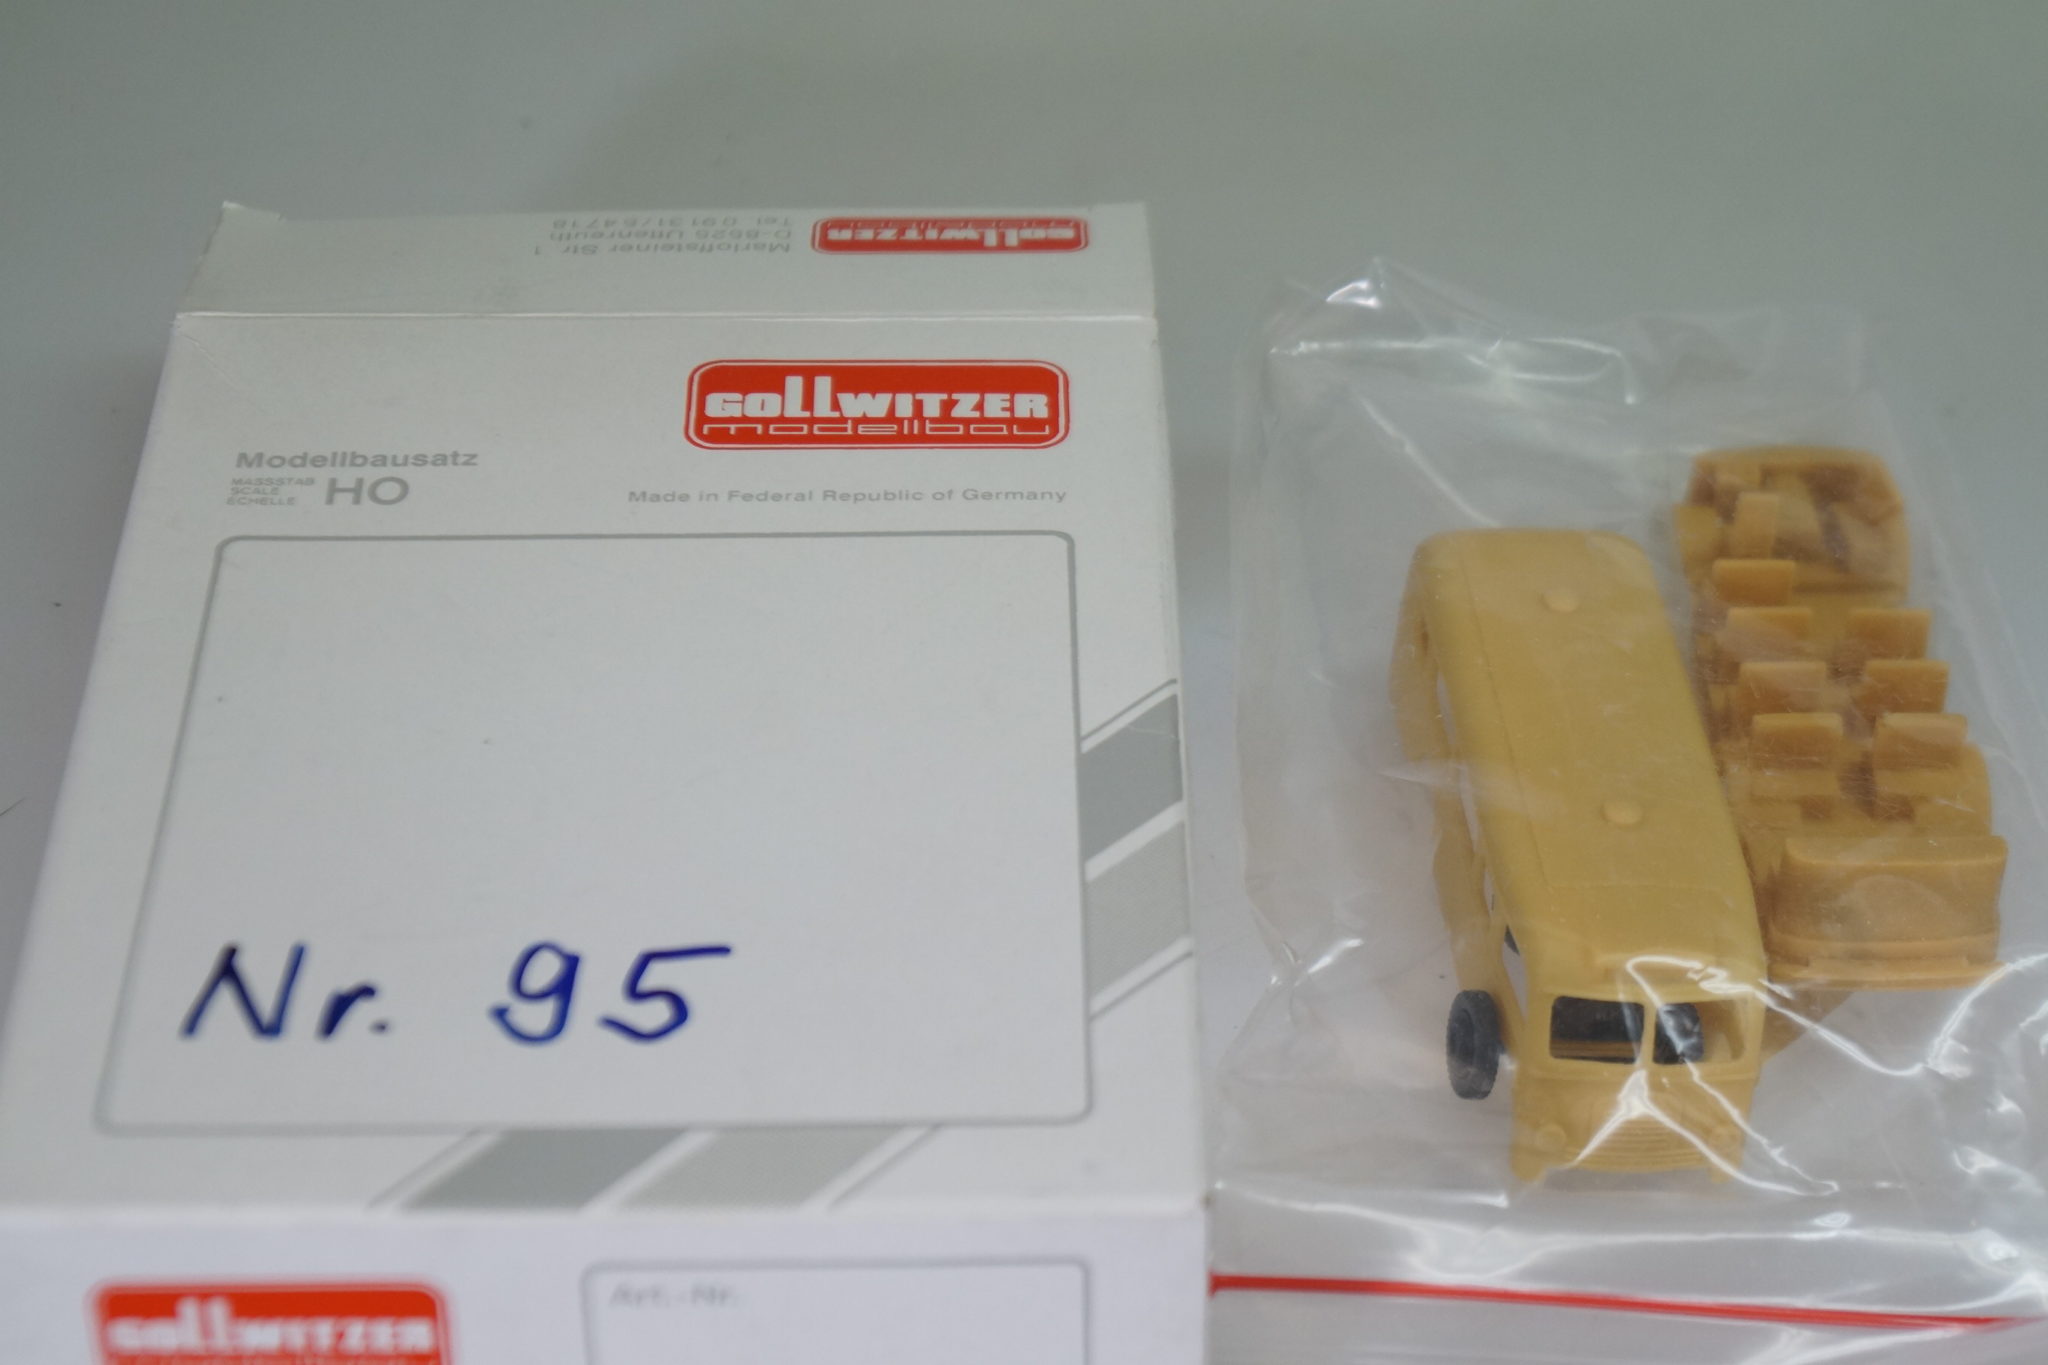 GOLLWITZER
modellbau
Marloffsteiner Str. 1
D-8525 Uttenreuth
Tel. 09131/54718
GOLLWITZER
modellbau
Modellbausatz
MASSSTAB
SCALE
ECHELLE
HO
Made in Federal Republic of Germany
Nr. 95
GOLLWITZER
Art.-Nr.